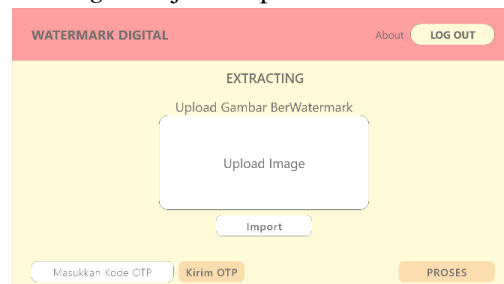 WATERMARK DIGITAL About LOG OUT
EXTRACTING
Upload Gambar BerWatermark
Upload Image
Import
Masukkan Kode OTP Kirim OTP PROSES